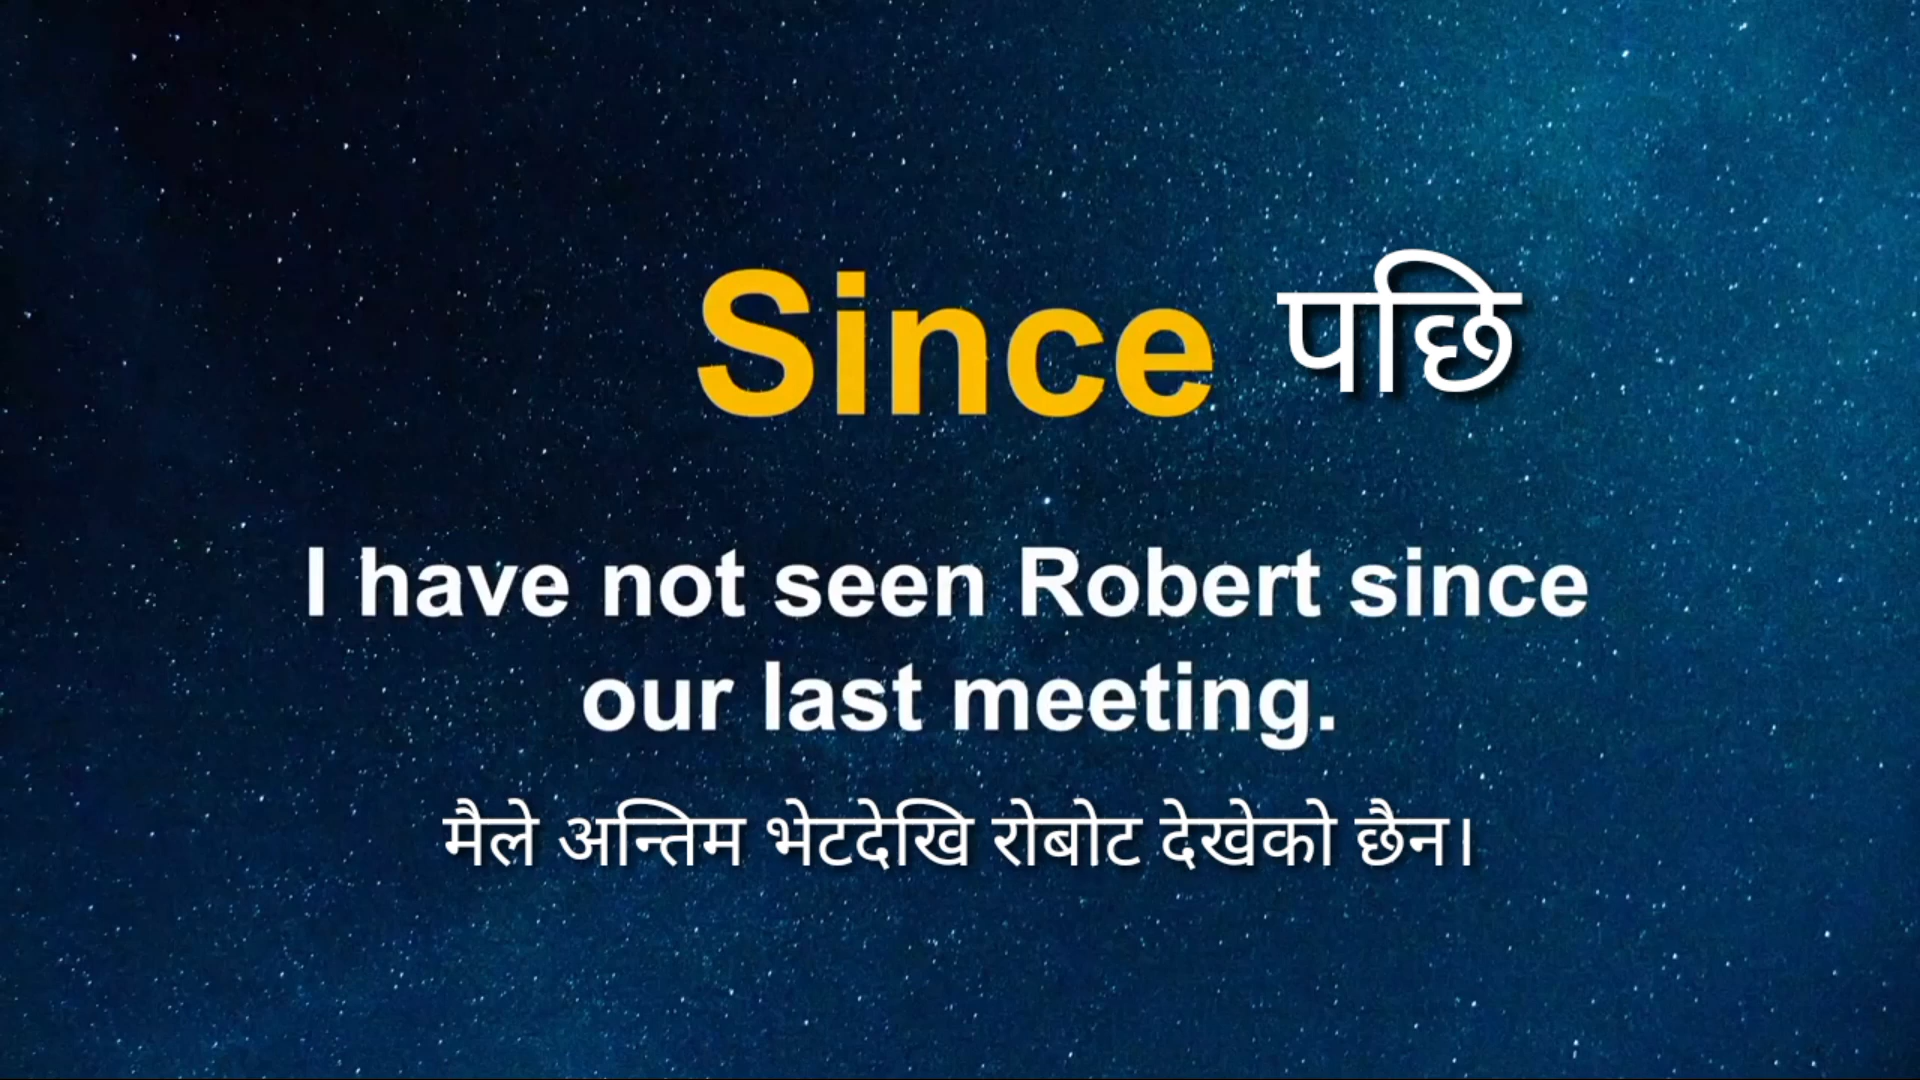 Since पछि
I have not seen Robert since
our last meeting.
मैले अन्तिम भेटदेखि रोबोट देखेको छैन।